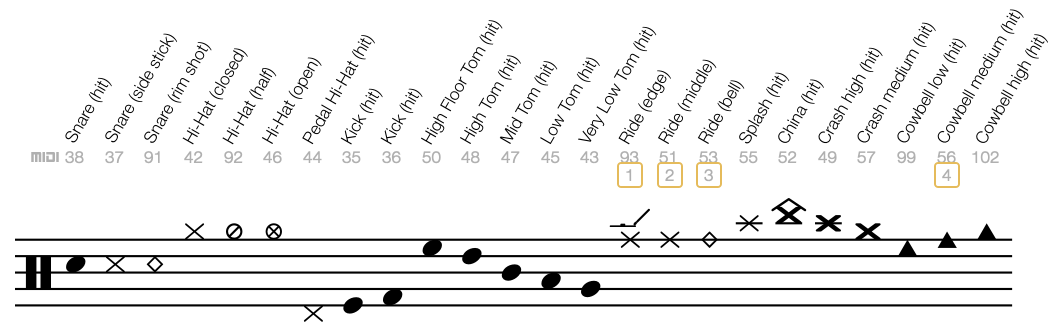 Snare (hit)
Snare (side stick)
Snare (rim shot)
Hi-Hat (closed)
Hi-Hat (half)
Hi-Hat (open)
Pedal Hi-Hat (hit)
Kick (hit)
Kick (hit)
High Floor Tom (hit)
High Tom (hit)
Mid Tom (hit)
Low Tom (hit)
Very Low Tom (hit)
Ride (edge)
Ride (middle)
Ride (bell)
Splash (hit)
China (hit)
Crash high (hit)
Crash medium (hit)
Cowbell low (hit)
Cowbell medium (hit)
Cowbell high (hit)
MIDI 38 37 91 42 92 46 44 35 36 50 48 47 45 43 93 51 53 55 52 49 57 99 56 102
1 2 3 4